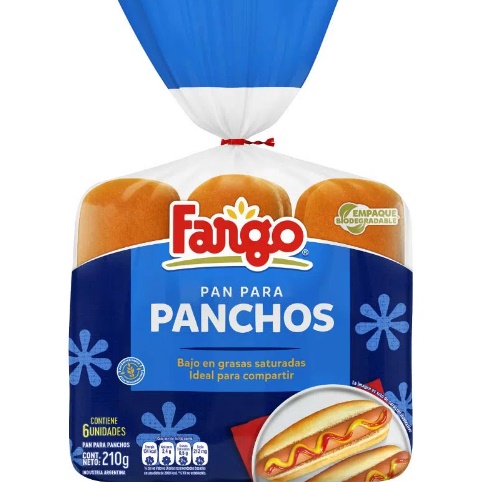 Fargo
®
EMPAQUE
BIODEGRADABLE
PAN PARA
PANCHOS
Bajo en grasas saturadas
Ideal para compartir
CONTIENE
6 UNIDADES
PAN PARA PANCHOS
CONT.
NETO: 210g
INDUSTRIA ARGENTINA